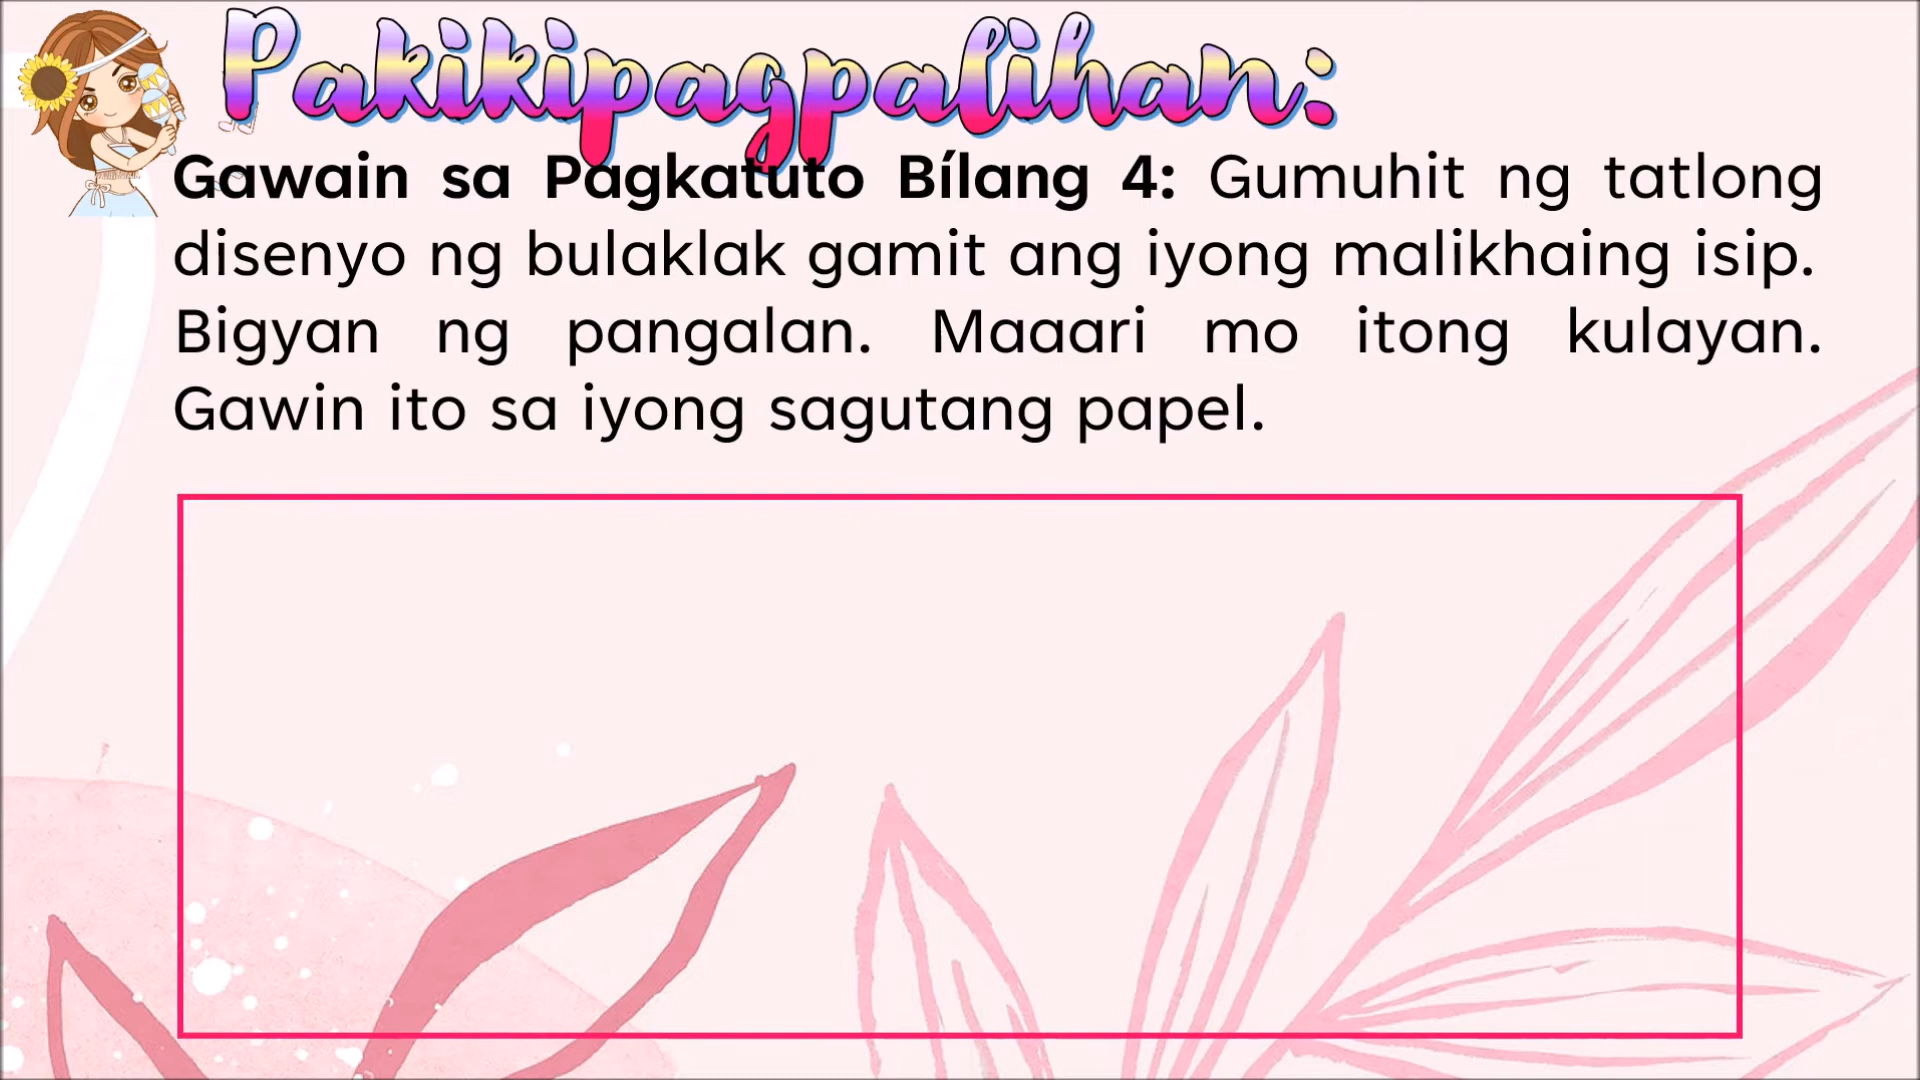 Pakikipagpalihan:
Gawain sa Pagkatuto Bílang 4: Gumuhit ng tatlong
disenyo ng bulaklak gamit ang iyong malikhaing isip.
Bigyan ng pangalan. Maaari mo itong kulayan.
Gawin ito sa iyong sagutang papel.